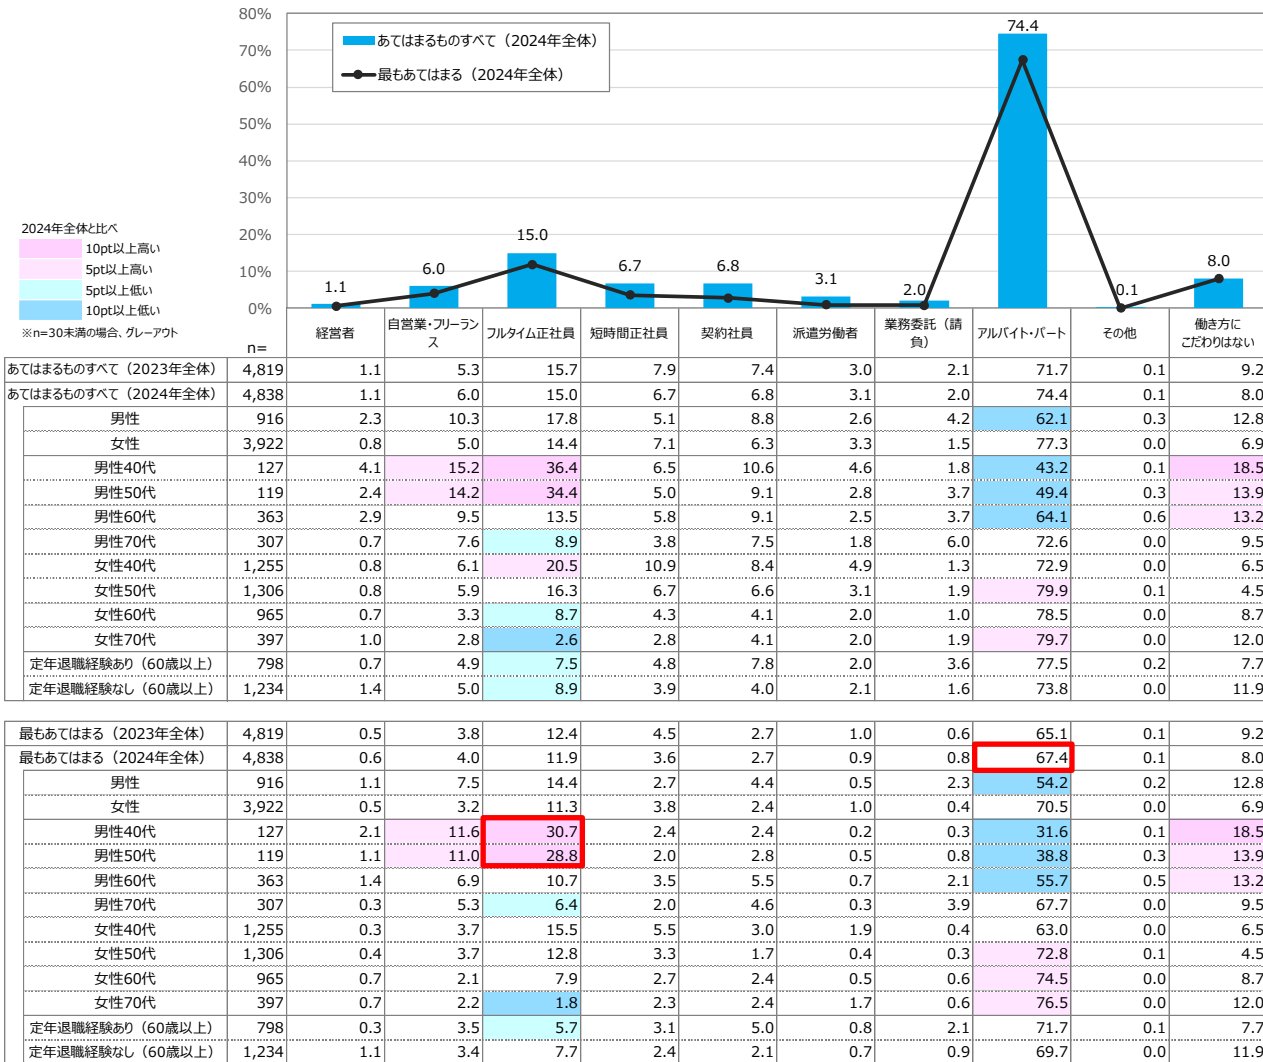 80%
70%
60%
50%
40%
30%
20%
10%
0%
あてはまるものすべて（2024年全体）
最もあてはまる（2024年全体）
1.1
6.0
15.0
6.7
6.8
3.1
2.0
74.4
0.1
8.0
2024年全体と比べ
10pt以上高い
5pt以上高い
5pt以上低い
10pt以上低い
※n=30未満の場合、グレーアウト
n= 経営者 自営業・フリーランス フルタイム正社員 短時間正社員 契約社員 派遣労働者 業務委託（請負） アルバイト・パート その他 働き方にこだわりはない
あてはまるものすべて（2023年全体） 4,819 1.1 5.3 15.7 7.9 7.4 3.0 2.1 71.7 0.1 9.2
あてはまるものすべて（2024年全体） 4,838 1.1 6.0 15.0 6.7 6.8 3.1 2.0 74.4 0.1 8.0
男性 916 2.3 10.3 17.8 5.1 8.8 2.6 4.2 62.1 0.3 12.8
女性 3,922 0.8 5.0 14.4 7.1 6.3 3.3 1.5 77.3 0.0 6.9
男性40代 127 4.1 15.2 36.4 6.5 10.6 4.6 1.8 43.2 0.1 18.5
男性50代 119 2.4 14.2 34.4 5.0 9.1 2.8 3.7 49.4 0.3 13.9
男性60代 363 2.9 9.5 13.5 5.8 9.1 2.5 3.7 64.1 0.6 13.2
男性70代 307 0.7 7.6 8.9 3.8 7.5 1.8 6.0 72.6 0.0 9.5
女性40代 1,255 0.8 6.1 20.5 10.9 8.4 4.9 1.3 72.9 0.0 6.5
女性50代 1,306 0.8 5.9 16.3 6.7 6.6 3.1 1.9 79.9 0.1 4.5
女性60代 965 0.7 3.3 8.7 4.3 4.1 2.0 1.0 78.5 0.0 8.7
女性70代 397 1.0 2.8 2.6 2.8 4.1 2.0 1.9 79.7 0.0 12.0
定年退職経験あり（60歳以上） 798 0.7 4.9 7.5 4.8 7.8 2.0 3.6 77.5 0.2 7.7
定年退職経験なし（60歳以上） 1,234 1.4 5.0 8.9 3.9 4.0 2.1 1.6 73.8 0.0 11.9
最もあてはまる（2023年全体） 4,819 0.5 3.8 12.4 4.5 2.7 1.0 0.6 65.1 0.1 9.2
最もあてはまる（2024年全体） 4,838 0.6 4.0 11.9 3.6 2.7 0.9 0.8 67.4 0.1 8.0
男性 916 1.1 7.5 14.4 2.7 4.4 0.5 2.3 54.2 0.2 12.8
女性 3,922 0.5 3.2 11.3 3.8 2.4 1.0 0.4 70.5 0.0 6.9
男性40代 127 2.1 11.6 30.7 2.4 2.4 0.2 0.3 31.6 0.1 18.5
男性50代 119 1.1 11.0 28.8 2.0 2.8 0.5 0.8 38.8 0.3 13.9
男性60代 363 1.4 6.9 10.7 3.5 5.5 0.7 2.1 55.7 0.5 13.2
男性70代 307 0.3 5.3 6.4 2.0 4.6 0.3 3.9 67.7 0.0 9.5
女性40代 1,255 0.3 3.7 15.5 5.5 3.0 1.9 0.4 63.0 0.0 6.5
女性50代 1,306 0.4 3.7 12.8 3.3 1.7 0.4 0.3 72.8 0.1 4.5
女性60代 965 0.7 2.1 7.9 2.7 2.4 0.5 0.6 74.5 0.0 8.7
女性70代 397 0.7 2.2 1.8 2.3 2.4 1.7 0.6 76.5 0.0 12.0
定年退職経験あり（60歳以上） 798 0.3 3.5 5.7 3.1 5.0 0.8 2.1 71.7 0.1 7.7
定年退職経験なし（60歳以上） 1,234 1.1 3.4 7.7 2.4 2.1 0.7 0.9 69.7 0.0 11.9